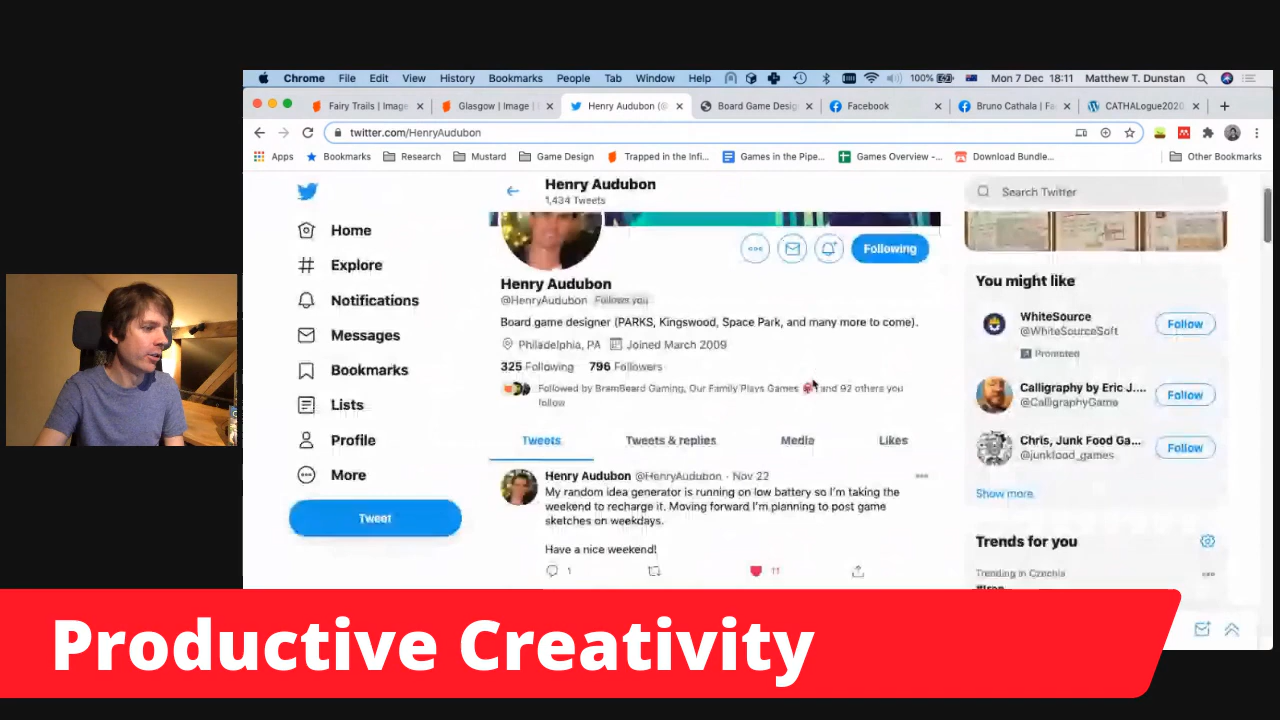 Chrome File Edit View History Bookmarks People Tab Window Help 100% Mon 7 Dec 18:11 Matthew T. Dunstan
Fairy Trails | Image
Glasgow | Image |
Henry Audubon (@
Board Game Desig
Facebook
Bruno Cathala | Fa
CATHALogue2020
twitter.com/HenryAudubon
Apps Bookmarks Research Mustard Game Design Trapped in the Infi... Games in the Pipe... Games Overview -... Download Bundle... Other Bookmarks
Henry Audubon
1,434 Tweets
Search Twitter
Home
Explore
Notifications
Messages
Bookmarks
Lists
Profile
More
Tweet
Following
Henry Audubon
@HenryAudubon Follows you
Board game designer (PARKS, Kingswood, Space Park, and many more to come).
Philadelphia, PA Joined March 2009
325 Following 796 Followers
Followed by BramBeard Gaming, Our Family Plays Games and 92 others you
follow
Tweets Tweets & replies Media Likes
Henry Audubon @HenryAudubon · Nov 22
My random idea generator is running on low battery so I'm taking the
weekend to recharge it. Moving forward I'm planning to post game
sketches on weekdays.
Have a nice weekend!
1 11
You might like
WhiteSource
@WhiteSourceSoft
Follow
Promoted
Calligraphy by Eric J....
@CalligraphyGame
Follow
Chris, Junk Food Ga...
@junkfood_games
Follow
Show more
Trends for you
Trending in Czechia
Productive Creativity